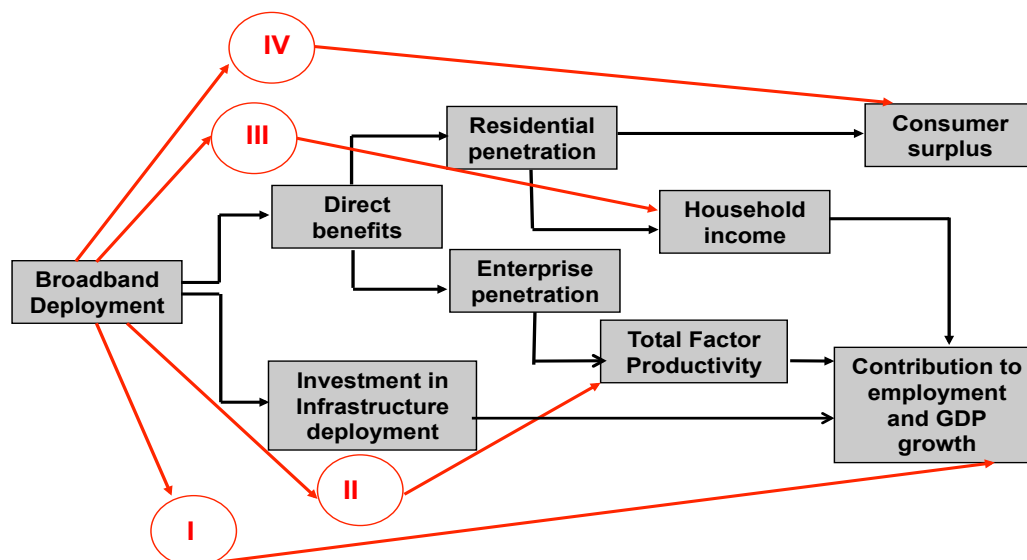 IV
III
Residential
penetration
Consumer
surplus
Direct
benefits
Household
income
Broadband
Deployment
Enterprise
penetration
Total Factor
Productivity
Investment in
Infrastructure
deployment
Contribution to
employment
and GDP
growth
II
I